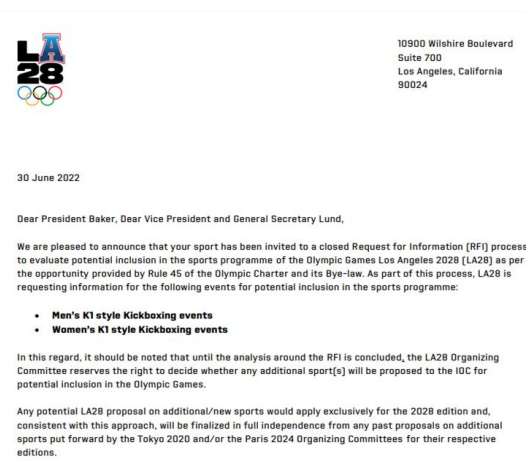 LA
28
10900 Wilshire Boulevard
Suite 700
Los Angeles, California
90024
30 June 2022
Dear President Baker, Dear Vice President and General Secretary Lund,
We are pleased to announce that your sport has been invited to a closed Request for Information (RFI) process
to evaluate potential inclusion in the sports programme of the Olympic Games Los Angeles 2028 (LA28) as per
the opportunity provided by Rule 45 of the Olympic Charter and its Bye-law. As part of this process, LA28 is
requesting information for the following events for potential inclusion in the sports programme:
• Men's K1 style Kickboxing events
• Women's K1 style Kickboxing events
In this regard, it should be noted that until the analysis around the RFI is concluded, the LA28 Organizing
Committee reserves the right to decide whether any additional sport(s) will be proposed to the IOC for
potential inclusion in the Olympic Games.
Any potential LA28 proposal on additional/new sports would apply exclusively for the 2028 edition and,
consistent with this approach, will be finalized in full independence from any past proposals on additional
sports put forward by the Tokyo 2020 and/or the Paris 2024 Organizing Committees for their respective
editions.